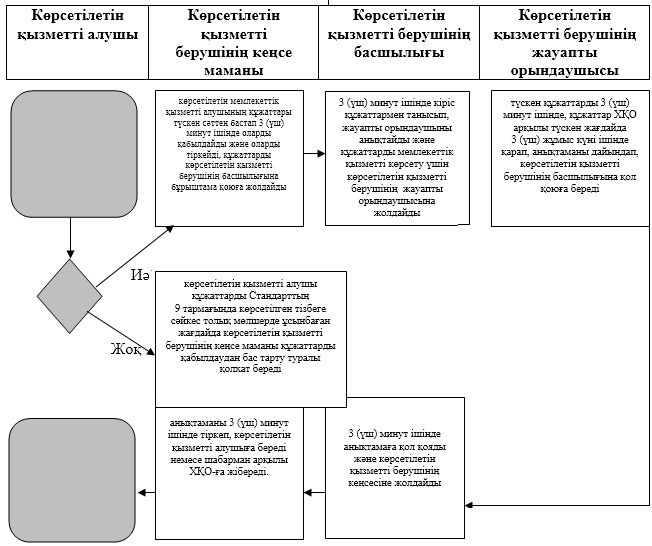 Көрсетілетін
қызметті алушы
Көрсетілетін
қызметті
берушінің кеңсе
маманы
Көрсетілетін
қызметті берушінің
басшылығы
Көрсетілетін
қызметті берушінің
жауапты
орындаушысы
көрсетілетін мемлекеттік
қызметті алушының құжаттары
түскен сәттен бастап 3 (үш)
минут ішінде оларды
қабылдайды және оларды
тіркейді, құжаттарды
көрсетілетін қызметті
берушінің басшылығына
бұрыштама қоюға жолдайды
3 (үш) минут ішінде кіріс
құжаттармен танысып,
жауапты орындаушыны
анықтайды және
құжаттарды мемлекеттік
қызметті көрсету үшін
көрсетілетін қызметті
берушінің жауапты
орындаушысына
жолдайды
түскен құжаттарды 3 (үш)
минут ішінде, құжаттар ХҚО
арқылы түскен жағдайда
3 (үш) жұмыс күні ішінде
қарап, анықтаманы дайындап,
көрсетілетін қызметті
берушінің басшылығына қол
қоюға береді
Иә
Жоқ
көрсетілетін қызметті алушы
құжаттарды Стандарттың
9 тармағында көрсетілген тізбеге
сәйкес толық мөлшерде ұсынбаған
жағдайда көрсетілетін қызметті
берушінің кеңсе маманы құжаттарды
қабылдаудан бас тарту туралы
қолхат береді
анықтаманы 3 (үш) минут
ішінде тіркеп, көрсетілетін
қызметті алушыға береді
немесе шабарман арқылы
ХҚО-ға жібереді.
3 (үш) минут ішінде
анықтамаға қол қояды
және көрсетілетін
қызметті берушінің
кеңсесіне жолдайды